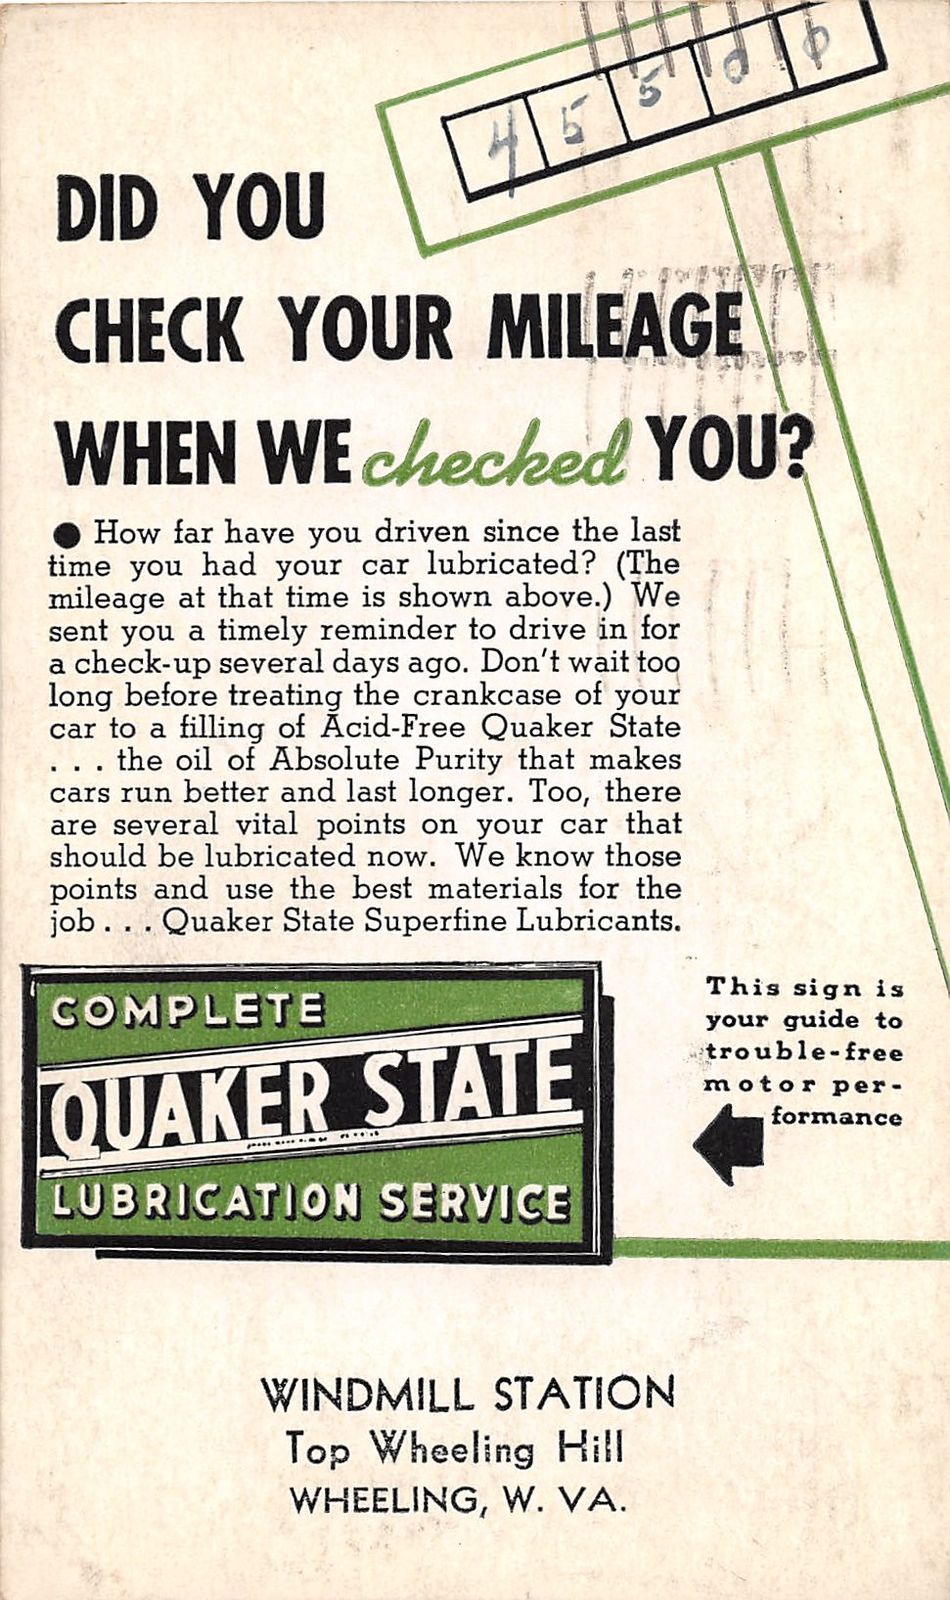 45500
DID YOU
CHECK YOUR MILEAGE
WHEN WE checked YOU?
● How far have you driven since the last
time you had your car lubricated? (The
mileage at that time is shown above.) We
sent you a timely reminder to drive in for
a check-up several days ago. Don't wait too
long before treating the crankcase of your
car to a filling of Acid-Free Quaker State
. . . the oil of Absolute Purity that makes
cars run better and last longer. Too, there
are several vital points on your car that
should be lubricated now. We know those
points and use the best materials for the
job . . . Quaker State Superfine Lubricants.
COMPLETE
QUAKER STATE
LUBRICATION SERVICE
This sign is
your guide to
trouble-free
motor per-
formance
WINDMILL STATION
Top Wheeling Hill
WHEELING, W. VA.